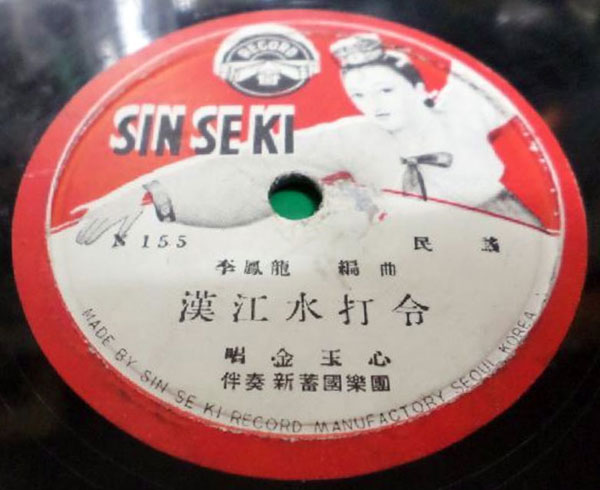 RECORD
SIN SE KI
N 155
民謠
李鳳龍 編曲
漢江水打令
唱 金玉心
伴奏 新蓄國樂團
MADE BY SIN SE KI RECORD MANUFACTORY SEOUL KOREA